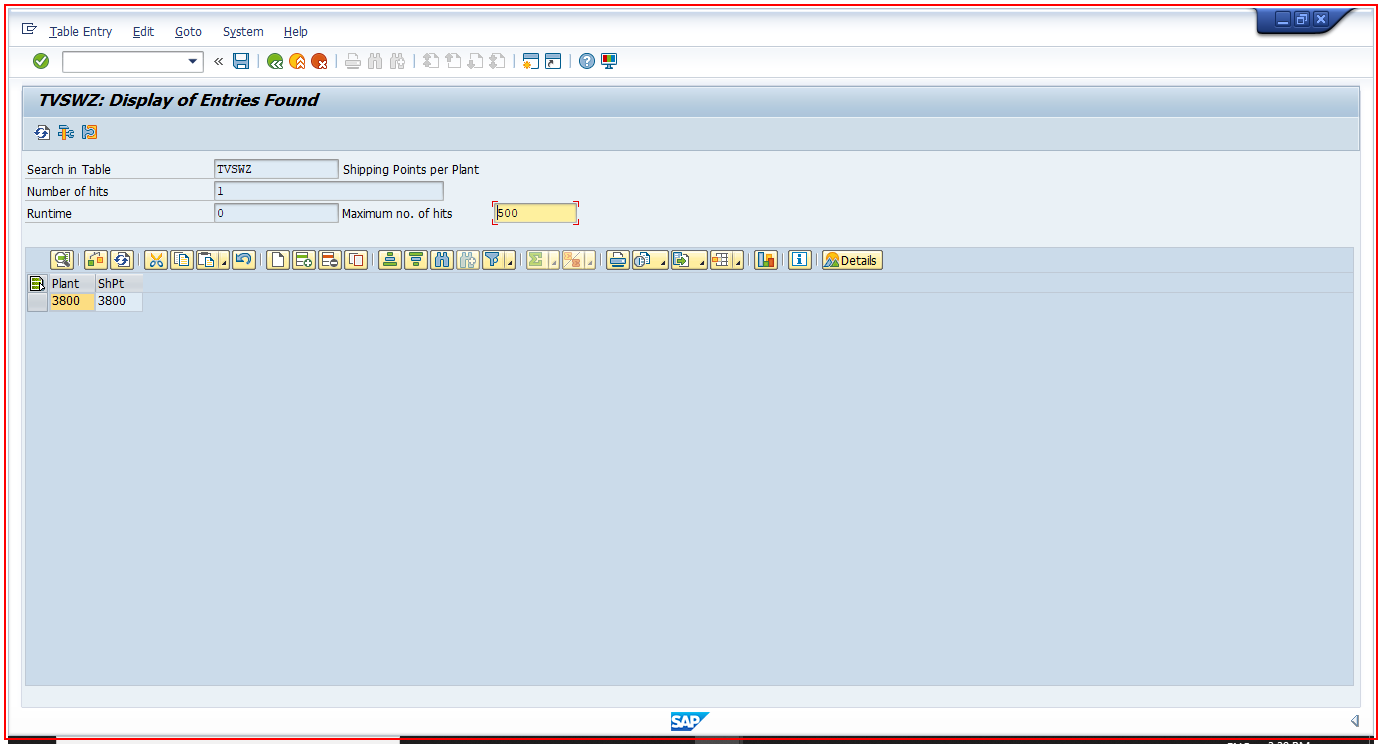 Table Entry Edit Goto System Help
TVSWZ: Display of Entries Found
Search in Table TVSWZ Shipping Points per Plant
Number of hits 1
Runtime 0 Maximum no. of hits 500
Details
Plant ShPt
3800 3800
SAP